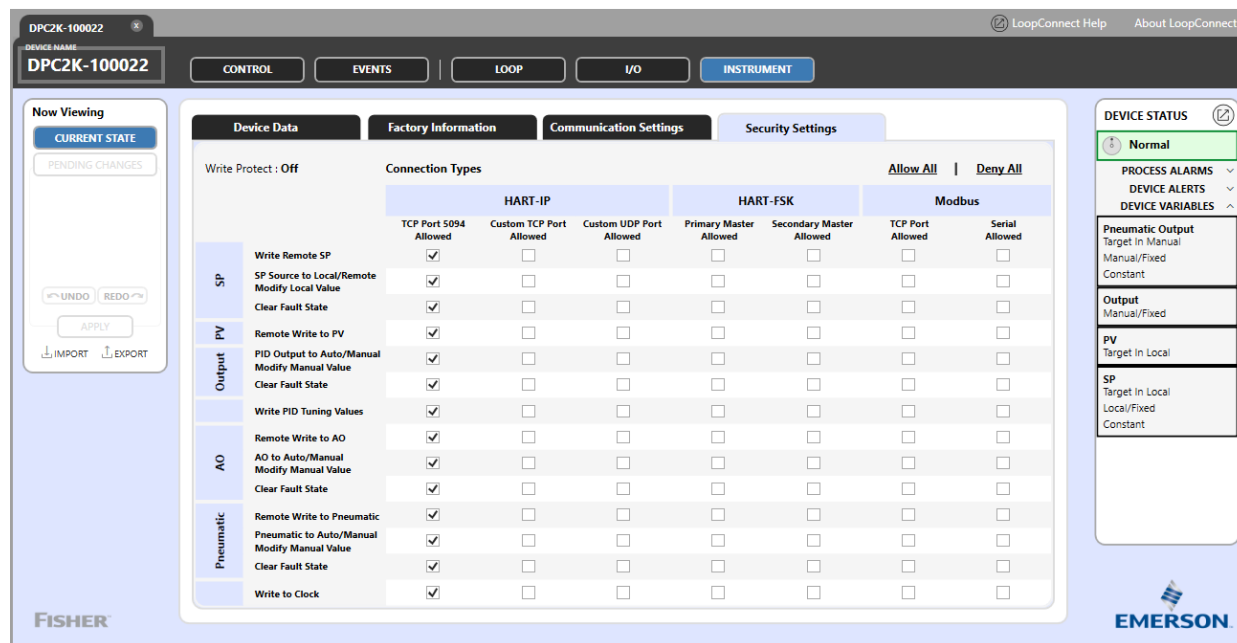 DPC2K-100022 x
LoopConnect Help About LoopConnect
DEVICE NAME
DPC2K-100022
CONTROL EVENTS | LOOP I/O INSTRUMENT
Now Viewing
CURRENT STATE
PENDING CHANGES
UNDO REDO
APPLY
IMPORT EXPORT
Device Data Factory Information Communication Settings Security Settings
Write Protect : Off Connection Types Allow All | Deny All
HART-IP HART-FSK Modbus
TCP Port 5094 Allowed
Custom TCP Port Allowed
Custom UDP Port Allowed
Primary Master Allowed
Secondary Master Allowed
TCP Port Allowed
Serial Allowed
SP
Write Remote SP
SP Source to Local/Remote
Modify Local Value
Clear Fault State
PV
Remote Write to PV
Output
PID Output to Auto/Manual
Modify Manual Value
Clear Fault State
Write PID Tuning Values
AO
Remote Write to AO
AO to Auto/Manual
Modify Manual Value
Clear Fault State
Pneumatic
Remote Write to Pneumatic
Pneumatic to Auto/Manual
Modify Manual Value
Clear Fault State
Write to Clock
DEVICE STATUS
Normal
PROCESS ALARMS
DEVICE ALERTS
DEVICE VARIABLES
Pneumatic Output
Target In Manual
Manual/Fixed
Constant
Output
Manual/Fixed
PV
Target In Local
SP
Target In Local
Local/Fixed
Constant
FISHER
EMERSON.